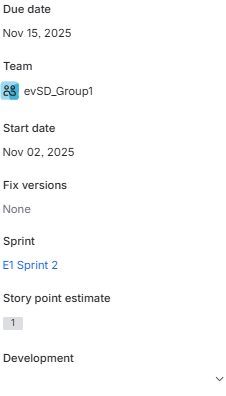 Due date
Nov 15, 2025
Team
evSD_Group1
Start date
Nov 02, 2025
Fix versions
None
Sprint
E1 Sprint 2
Story point estimate
1
Development